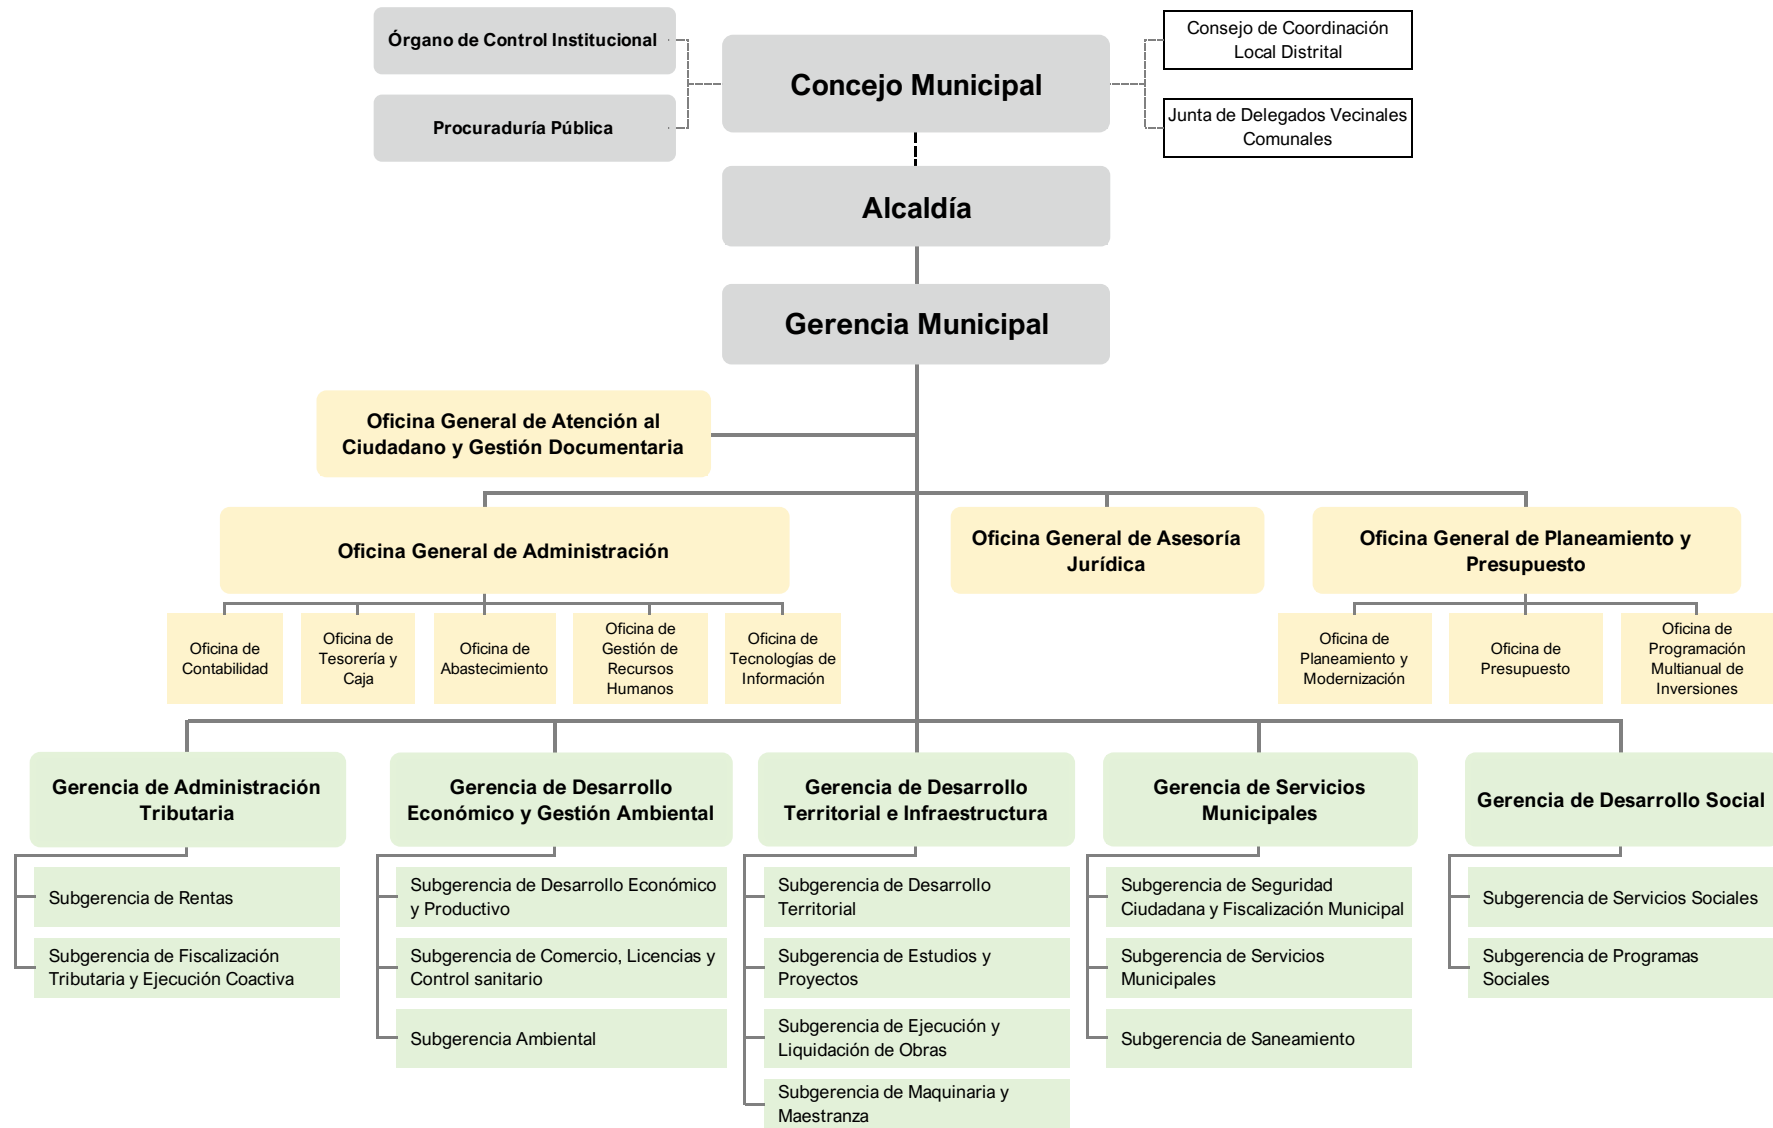 Órgano de Control Institucional
Procuraduría Pública
Concejo Municipal
Consejo de Coordinación
Local Distrital
Junta de Delegados Vecinales
Comunales
Alcaldía
Gerencia Municipal
Oficina General de Atención al
Ciudadano y Gestión Documentaria
Oficina General de Administración
Oficina General de Asesoría
Jurídica
Oficina General de Planeamiento y
Presupuesto
Oficina de
Contabilidad
Oficina de
Tesorería y
Caja
Oficina de
Abastecimiento
Oficina de
Gestión de
Recursos
Humanos
Oficina de
Tecnologías de
Información
Oficina de
Planeamiento y
Modernización
Oficina de
Presupuesto
Oficina de
Programación
Multianual de
Inversiones
Gerencia de Administración
Tributaria
Subgerencia de Rentas
Subgerencia de Fiscalización
Tributaria y Ejecución Coactiva
Gerencia de Desarrollo
Económico y Gestión Ambiental
Subgerencia de Desarrollo Económico
y Productivo
Subgerencia de Comercio, Licencias y
Control sanitario
Subgerencia Ambiental
Gerencia de Desarrollo
Territorial e Infraestructura
Subgerencia de Desarrollo
Territorial
Subgerencia de Estudios y
Proyectos
Subgerencia de Ejecución y
Liquidación de Obras
Subgerencia de Maquinaria y
Maestranza
Gerencia de Servicios
Municipales
Subgerencia de Seguridad
Ciudadana y Fiscalización Municipal
Subgerencia de Servicios
Municipales
Subgerencia de Saneamiento
Gerencia de Desarrollo Social
Subgerencia de Servicios Sociales
Subgerencia de Programas
Sociales